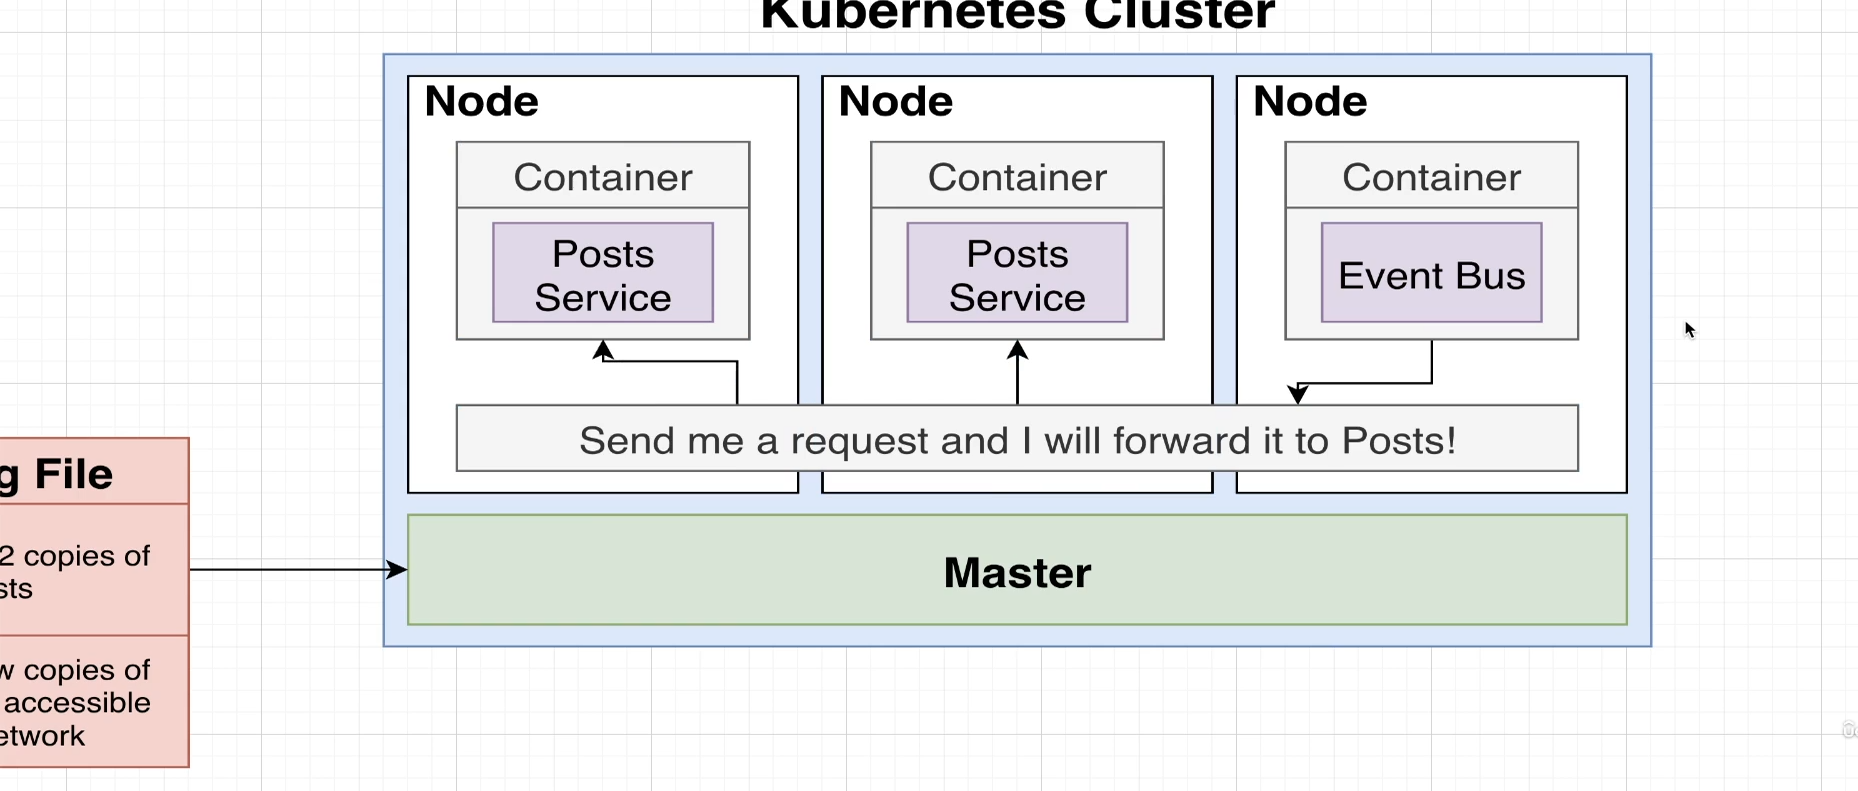 Kubernetes Cluster
Node
Container
Posts
Service
Node
Container
Posts
Service
Node
Container
Event Bus
Send me a request and I will forward it to Posts!
Master
g File
2 copies of
sts
w copies of
accessible
etwork